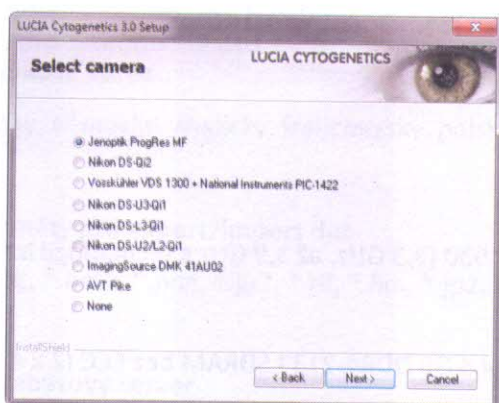 LUCIA Cytogenetics 3.0 Setup
Select camera
LUCIA CYTOGENETICS
Jenoptik ProgRes MF
Nikon DS-Qi2
Vosskühler VDS 1300 + National Instruments PIC-1422
Nikon DS-U3-Qi1
Nikon DS-L3-Qi1
Nikon DS-U2/L2-Qi1
ImagingSource DMK 41AU02
AVT Pike
None
InstallShield
< Back
Next >
Cancel